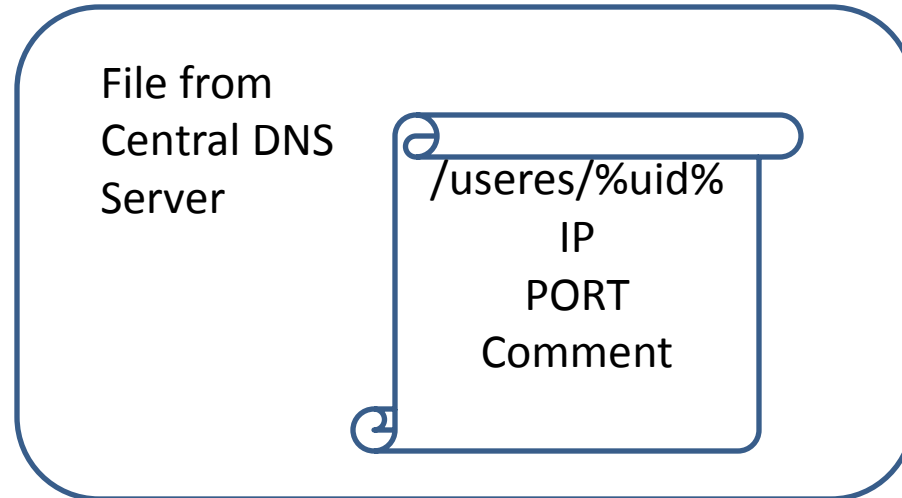 File from
Central DNS
Server
/useres/%uid%
IP
PORT
Comment